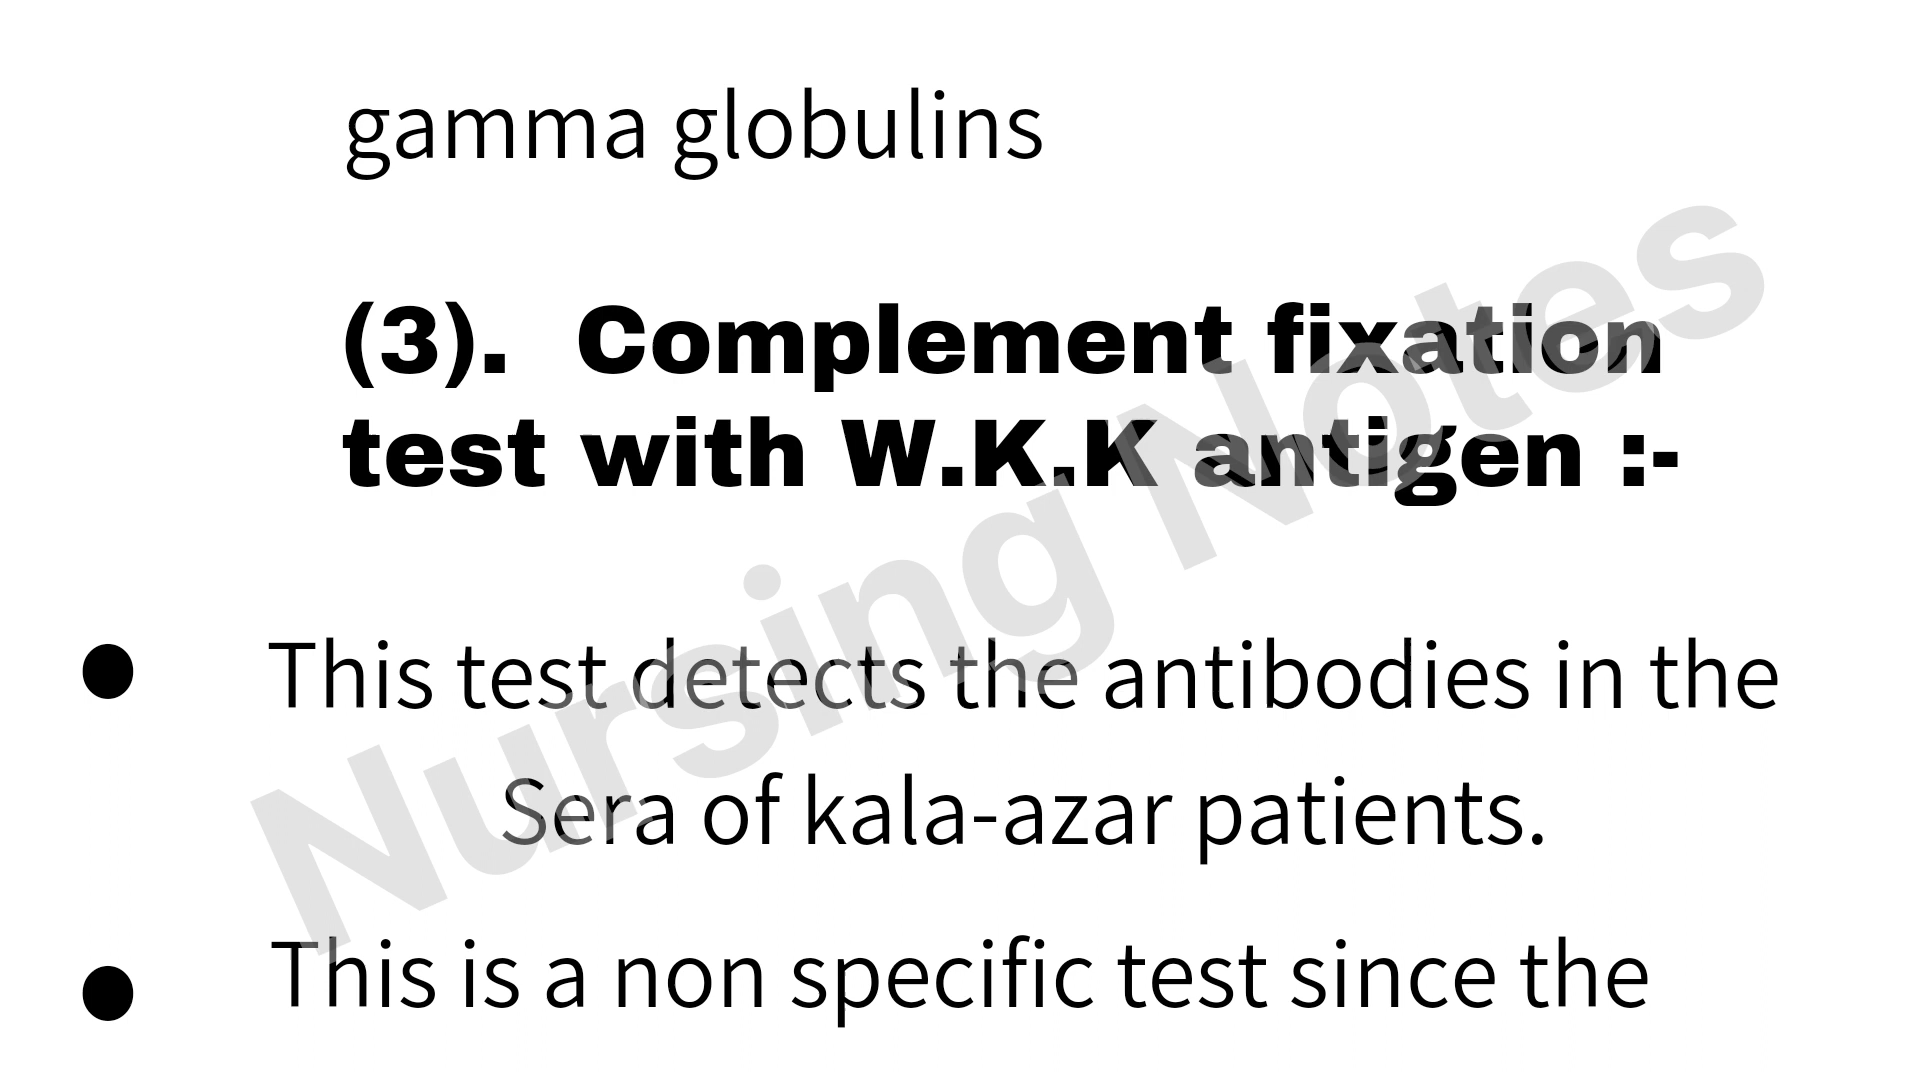 gamma globulins
(3). Complement fixation
test with W.K.K antigen :-
• This test detects the antibodies in the
Sera of kala-azar patients.
• This is a non specific test since the
Nursing Notes